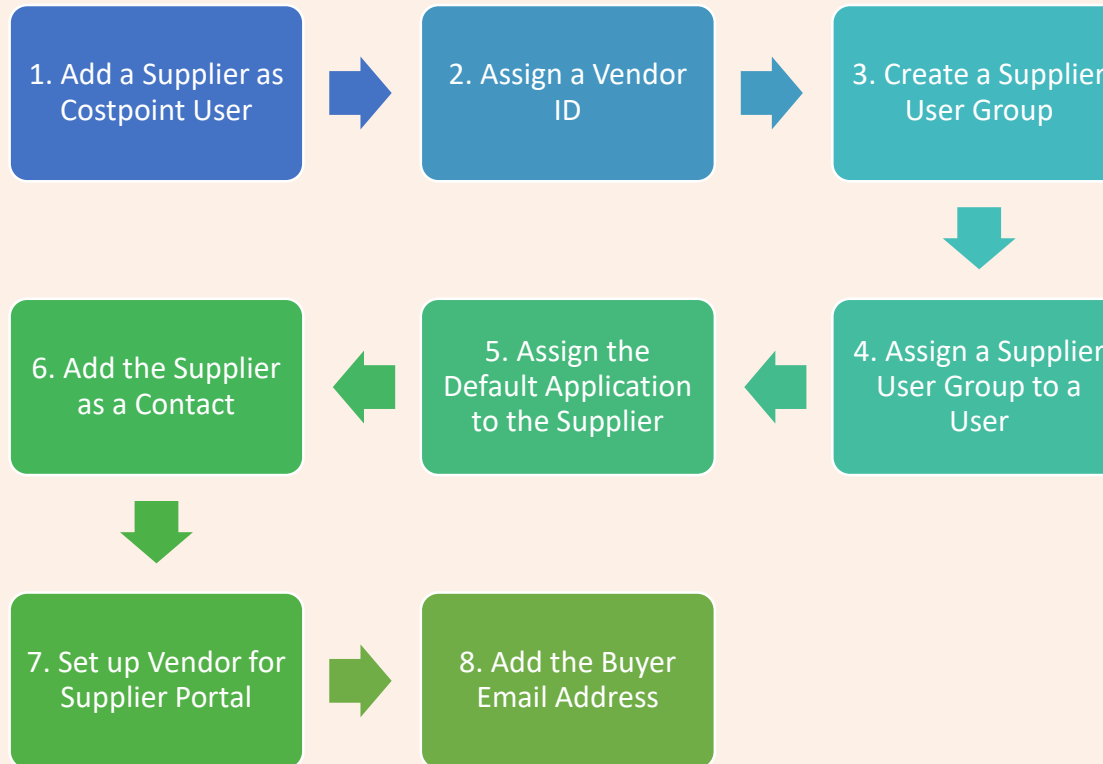 1. Add a Supplier as
Costpoint User
2. Assign a Vendor
ID
3. Create a Supplier
User Group
4. Assign a Supplier
User Group to a
User
5. Assign the
Default Application
to the Supplier
6. Add the Supplier
as a Contact
7. Set up Vendor for
Supplier Portal
8. Add the Buyer
Email Address